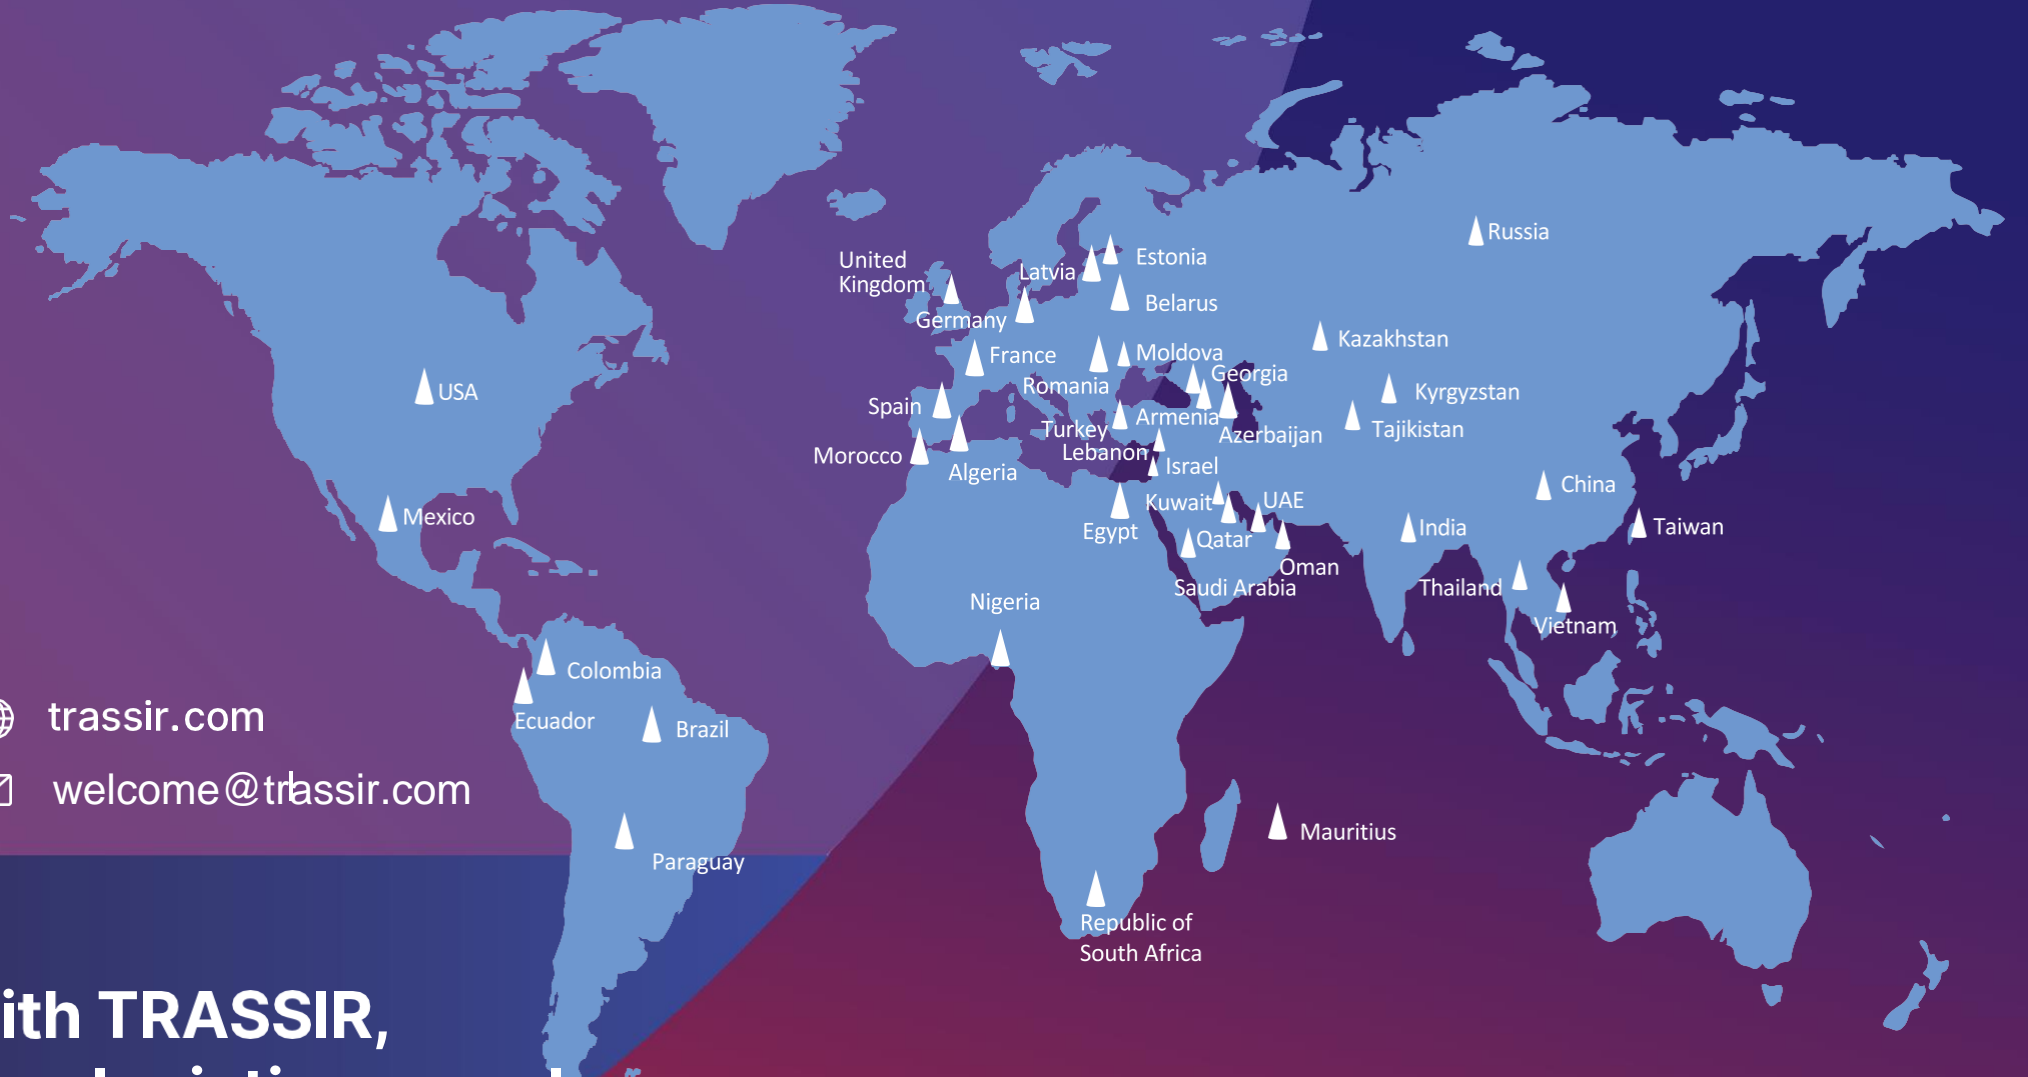 Russia
Estonia
United
Kingdom
Latvia
Belarus
Germany
Kazakhstan
France
Moldova
Georgia
Romania
USA
Kyrgyzstan
Spain
Armenia
Turkey
Tajikistan
Azerbaijan
Lebanon
Morocco
Israel
Algeria
China
Kuwait
UAE
Mexico
India
Taiwan
Egypt
Qatar
Oman
Saudi Arabia
Thailand
Nigeria
Vietnam
Colombia
trassir.com
Ecuador
Brazil
welcome@trassir.com
Mauritius
Paraguay
Republic of
South Africa
ith TRASSIR,